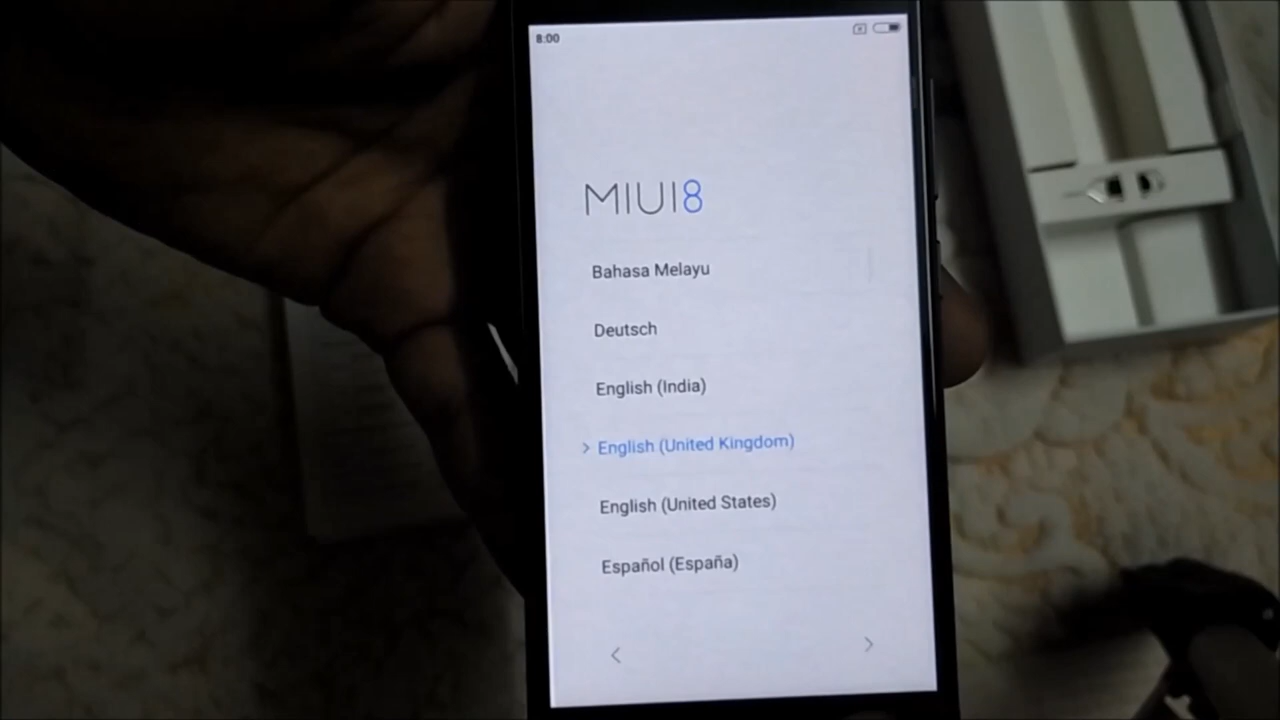 8:00
MIUI8
Bahasa Melayu
Deutsch
English (India)
> English (United Kingdom)
English (United States)
Español (España)